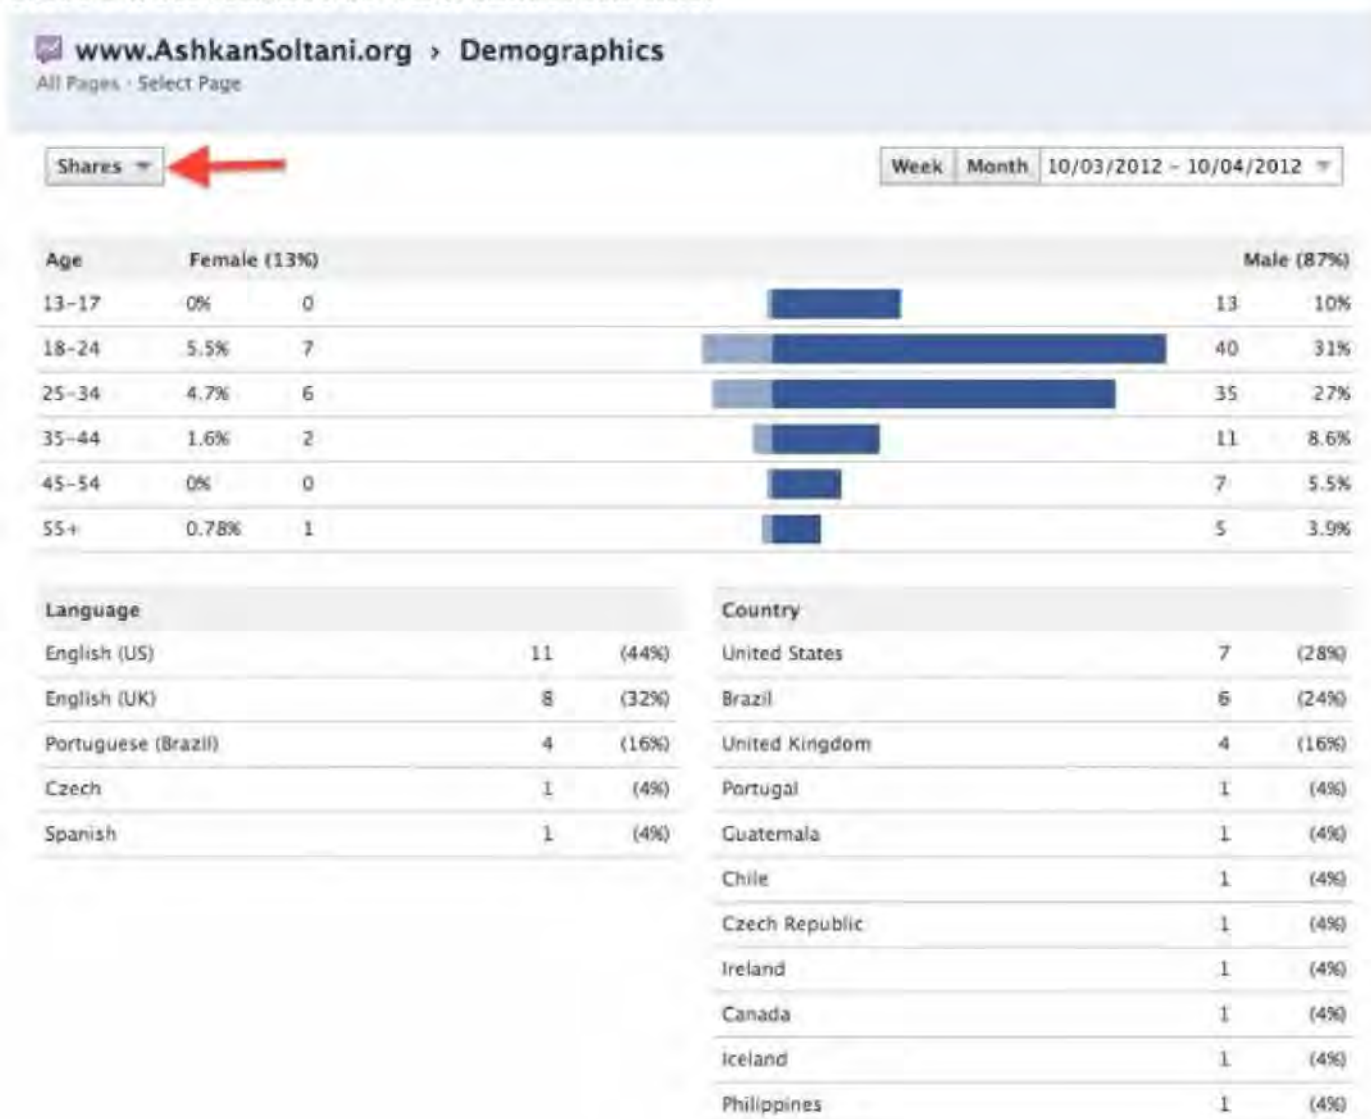 www.AshkanSoltani.org › Demographics
All Pages · Select Page
Shares
Week Month 10/03/2012 - 10/04/2012
Age Female (13%) Male (87%)
13-17 0% 0 13 10%
18-24 5.5% 7 40 31%
25-34 4.7% 6 35 27%
35-44 1.6% 2 11 8.6%
45-54 0% 0 7 5.5%
55+ 0.78% 1 5 3.9%
Language
English (US) 11 (44%)
English (UK) 8 (32%)
Portuguese (Brazil) 4 (16%)
Czech 1 (4%)
Spanish 1 (4%)
Country
United States 7 (28%)
Brazil 6 (24%)
United Kingdom 4 (16%)
Portugal 1 (4%)
Guatemala 1 (4%)
Chile 1 (4%)
Czech Republic 1 (4%)
Ireland 1 (4%)
Canada 1 (4%)
Iceland 1 (4%)
Philippines 1 (4%)